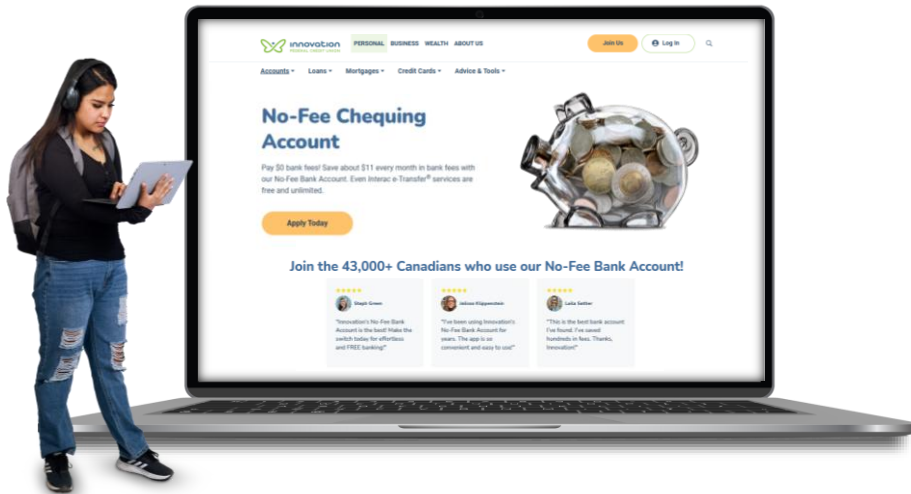 innovation
FEDERAL CREDIT UNION
PERSONAL BUSINESS WEALTH ABOUT US
Join Us
Log In
Accounts Loans Mortgages Credit Cards Advice & Tools
No-Fee Chequing
Account
Pay $0 bank fees! Save about $11 every month in bank fees with
our No-Fee Bank Account. Even Interac e-Transfer® services are
free and unlimited.
Apply Today
Join the 43,000+ Canadians who use our No-Fee Bank Account!
Steph Green
"Innovation's No-Fee Bank
Account is the best! Make the
switch today for effortless
and FREE banking!"
"I've been using Innovation's
No-Fee Bank Account for
years. The app is so
convenient and easy to use!"
"This is the best bank account
I've found. I've saved
hundreds in fees. Thanks,
Innovation!"